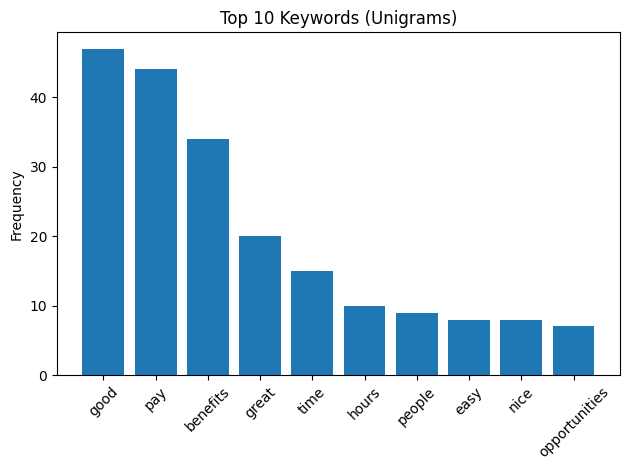 Top 10 Keywords (Unigrams)
Frequency
40
30
20
10
0
good
pay
benefits
great
time
hours
people
easy
nice
opportunities